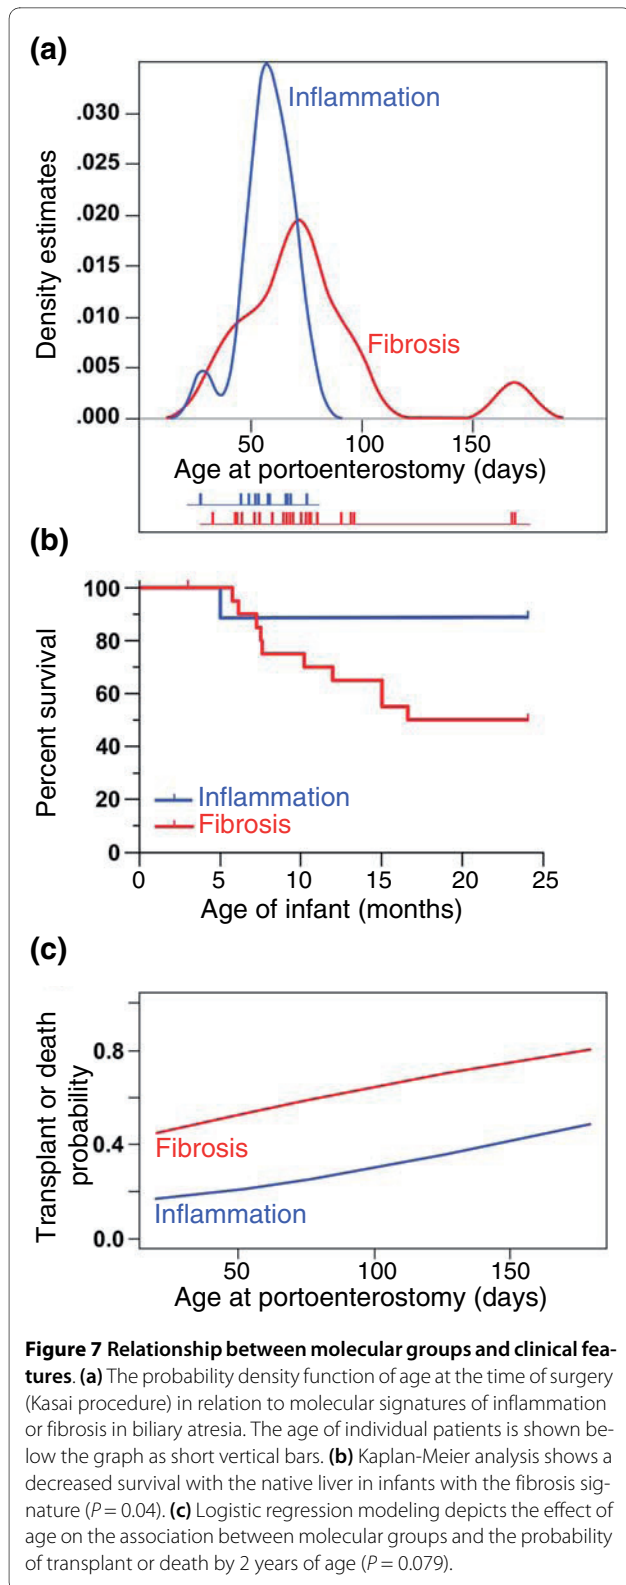 (a)
Inflammation
Fibrosis
Density estimates
.030
.025
.020
.015
.010
.005
.000
50
100
150
Age at portoenterostomy (days)
(b)
Percent survival
100
80
60
40
20
0
Inflammation
Fibrosis
0
5
10
15
20
25
Age of infant (months)
(c)
Transplant or death
probability
0.8
0.4
0.0
Fibrosis
Inflammation
50
100
150
Age at portoenterostomy (days)
Figure 7 Relationship between molecular groups and clinical fea-
tures. (a) The probability density function of age at the time of surgery
(Kasai procedure) in relation to molecular signatures of inflammation
or fibrosis in biliary atresia. The age of individual patients is shown be-
low the graph as short vertical bars. (b) Kaplan-Meier analysis shows a
decreased survival with the native liver in infants with the fibrosis sig-
nature (P = 0.04). (c) Logistic regression modeling depicts the effect of
age on the association between molecular groups and the probability
of transplant or death by 2 years of age (P = 0.079).